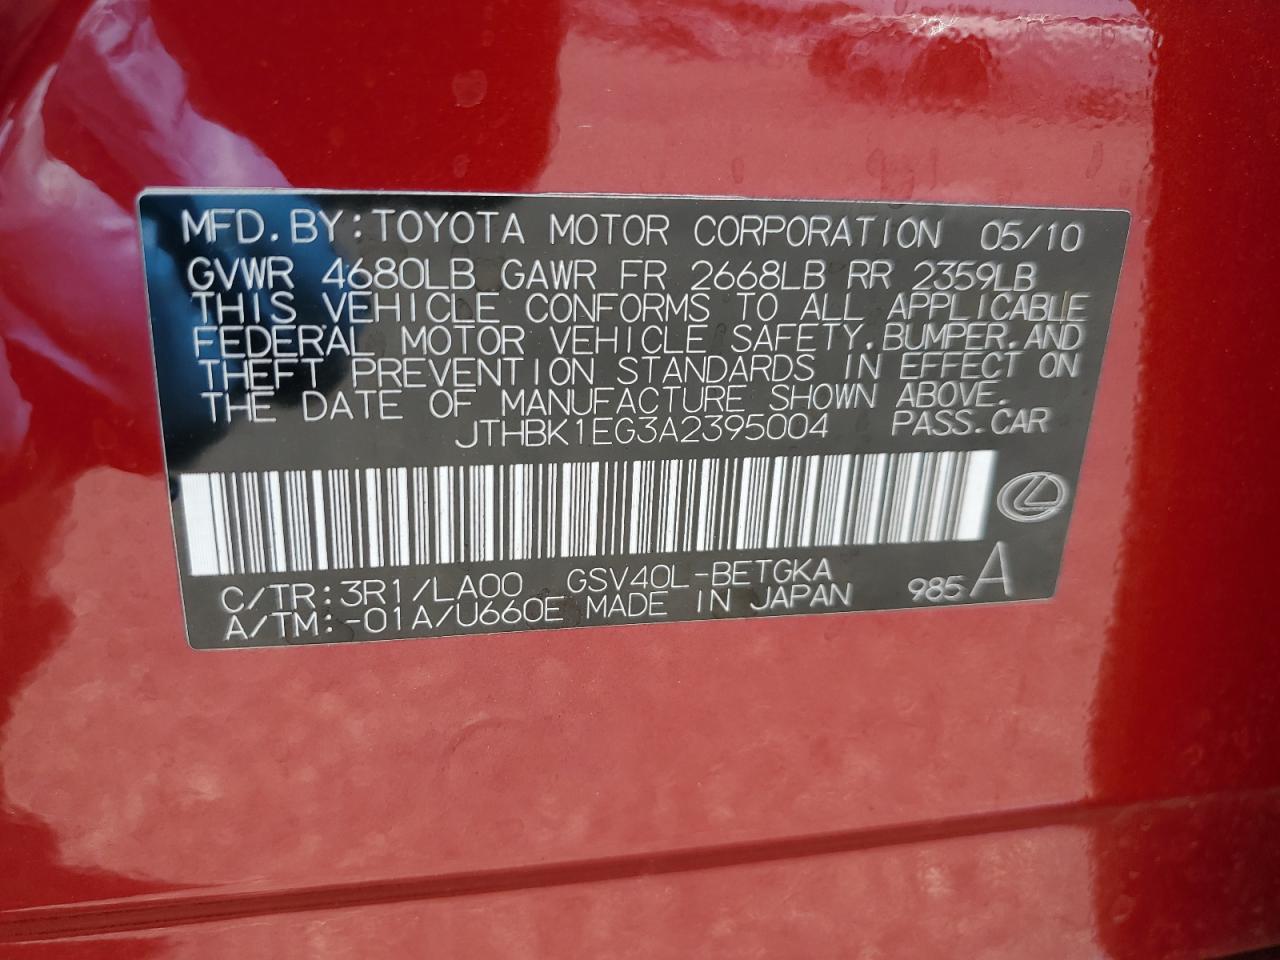 MFD. BY: TOYOTA MOTOR CORPORATION 05/10
GVWR 4680LB GAWR FR 2668LB RR 2359LB
THIS VEHICLE CONFORMS TO ALL APPLICABLE
FEDERAL MOTOR VEHICLE SAFETY, BUMPER, AND
THEFT PREVENTION STANDARDS IN EFFECT ON
THE DATE OF MANUFACTURE SHOWN ABOVE.
JTHBK1EG3A2395004 PASS. CAR
C/TR: 3R1/LA00 GSV40L-BETGKA
A/TM: -01A/U660E MADE IN JAPAN 985 A